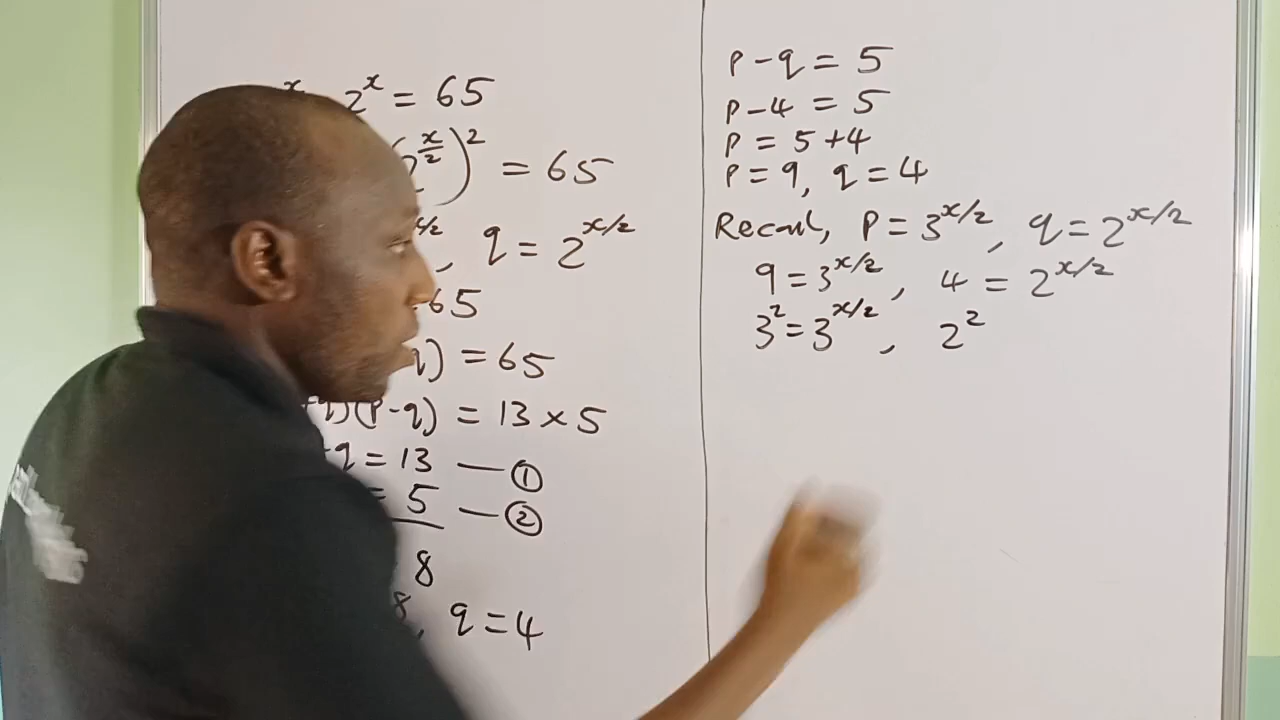 x 2ˣ = 65
2^(x/2))² = 65
x/2, q = 2^(x/2)
65
q) = 65
q)(p-q) = 13 × 5
q = 13 — ①
= 5 — ②
8
8, q = 4
p - q = 5
p - 4 = 5
p = 5 + 4
p = 9, q = 4
Recall, p = 3^(x/2), q = 2^(x/2)
9 = 3^(x/2), 4 = 2^(x/2)
3² = 3^(x/2), 2²